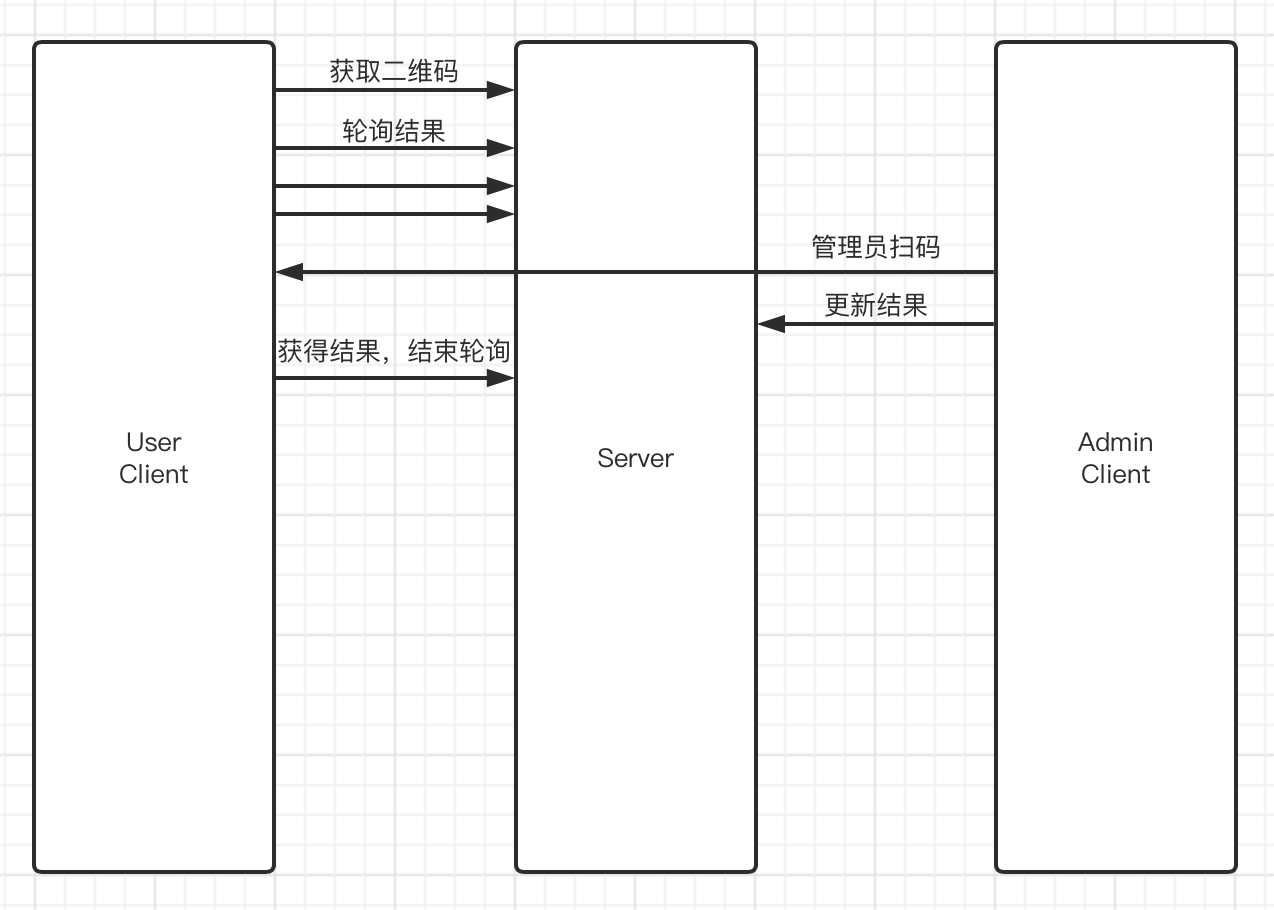 获取二维码
轮询结果
管理员扫码
更新结果
获得结果，结束轮询
User
Client
Server
Admin
Client